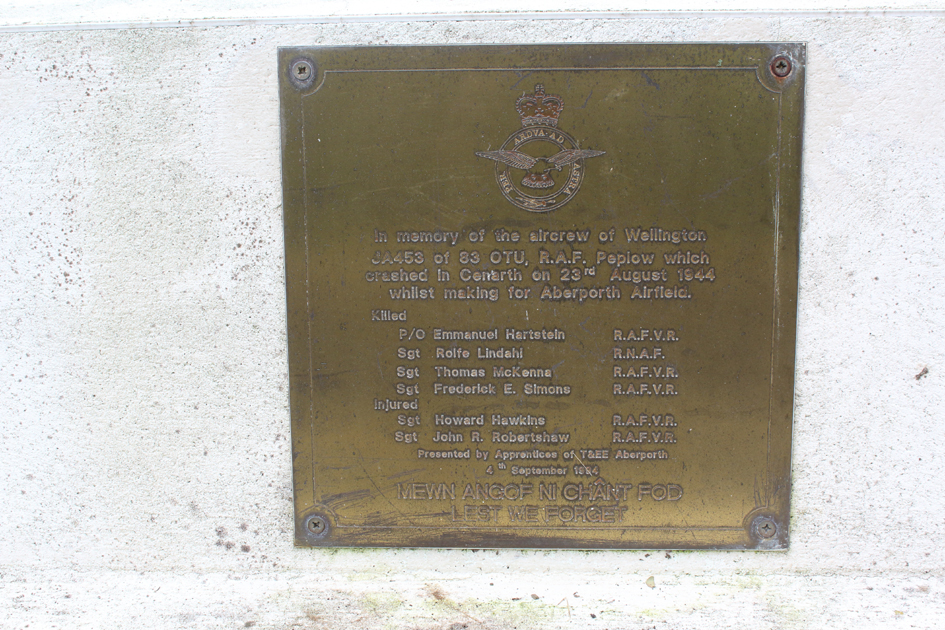 PER ARDVA AD ASTRA
In memory of the aircrew of Wellington
JA453 of 83 OTU, R.A.F. Peplow which
crashed in Cenarth on 23rd August 1944
whilst making for Aberporth Airfield.
Killed
P/O Emmanuel Hartstein R.A.F.V.R.
Sgt Rolfe Lindahl R.N.A.F.
Sgt Thomas McKenna R.A.F.V.R.
Sgt Frederick E. Simons R.A.F.V.R.
Injured
Sgt Howard Hawkins R.A.F.V.R.
Sgt John R. Robertshaw R.A.F.V.R.
Presented by Apprentices of T&EE Aberporth
4th September 1994
MEWN ANGOF NI CHANT FOD
LEST WE FORGET